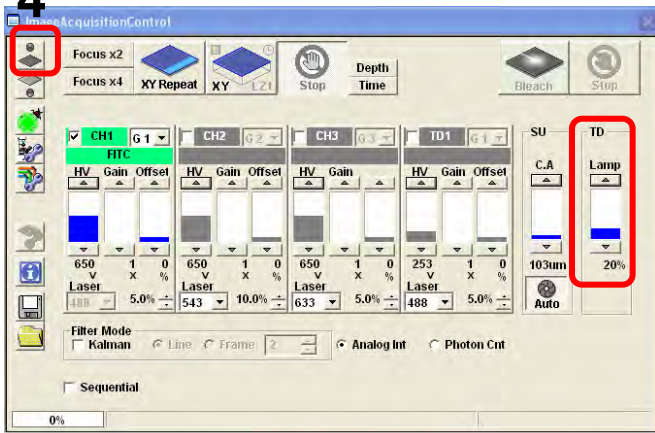 4
ImageAcquisitionControl
Focus x2
Focus x4
XY Repeat
XY
LZt
Stop
Depth
Time
Bleach
Stop
CH1 G 1
CH2 G 2
CH3 G 3
TD1 G 1
SU
TD
FITC
HV Gain Offset
HV Gain Offset
HV Gain
HV Gain Offset
C.A
Lamp
650 1 0
650 1 0
650 1 0
253 1 0
103um
20%
V X %
V X %
V X %
V X %
Laser
Laser
Laser
Laser
488 5.0%
543 10.0%
633 5.0%
488 5.0%
Auto
Filter Mode
Kalman Line Frame 2 Analog Int Photon Cnt
Sequential
0%